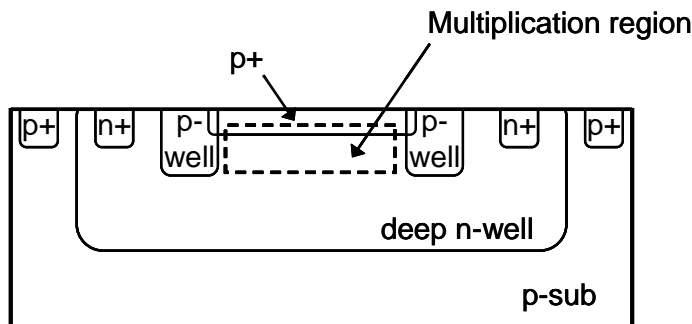 Multiplication region
p+
p+
n+
p-
well
p-
well
n+
p+
deep n-well
p-sub